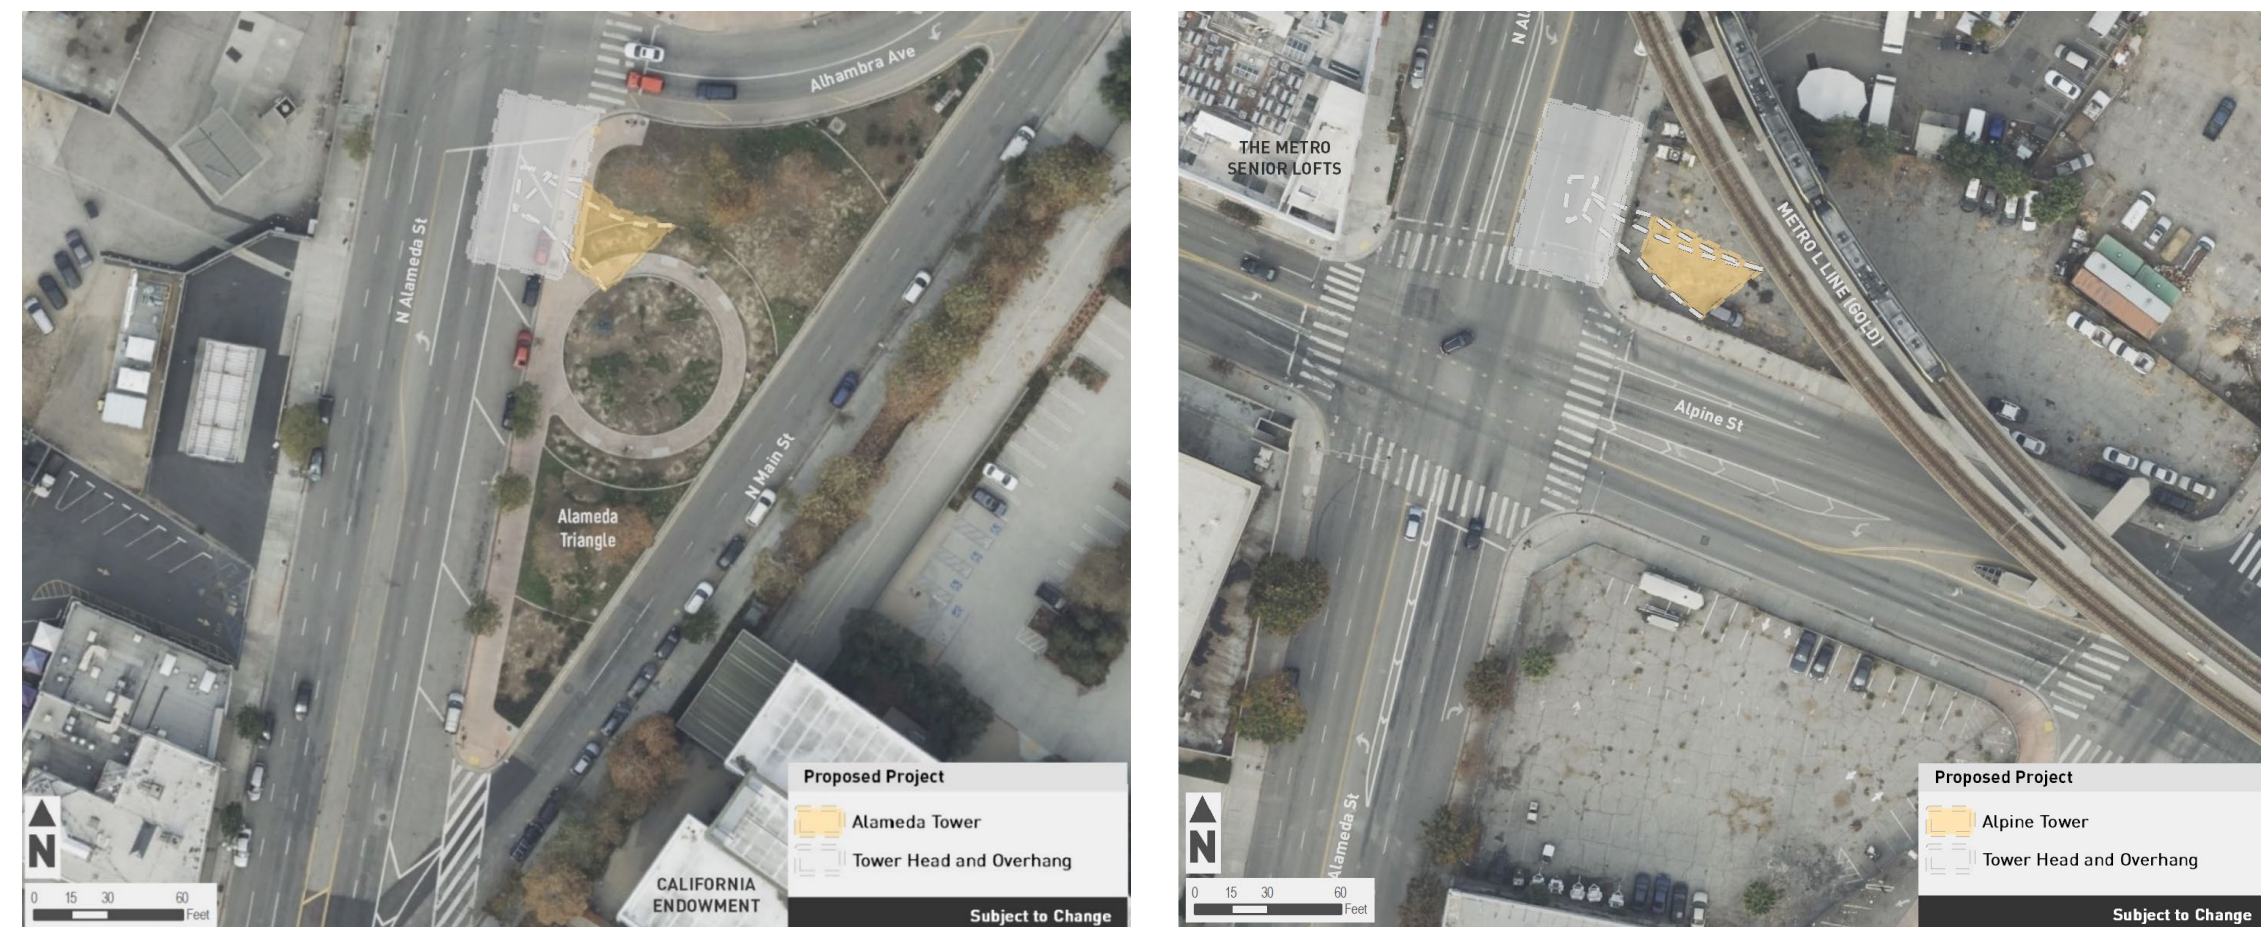 Alhambra Ave
N Alameda St
N Main St
Alameda
Triangle
CALIFORNIA
ENDOWMENT
N
0 15 30 60
Feet
Proposed Project
Alameda Tower
Tower Head and Overhang
Subject to Change
N Al
THE METRO
SENIOR LOFTS
METRO L LINE (GOLD)
Alpine St
Alameda St
N
0 15 30 60
Feet
Proposed Project
Alpine Tower
Tower Head and Overhang
Subject to Change